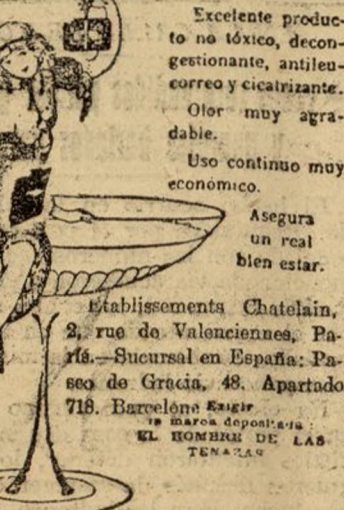 Excelente produc-
to no tóxico, decon-
gestionante, antileu-
correo y cicatrizante.
Olor muy agra-
dable.
Uso continuo muy
económico.
Asegura
un real
bien estar.
Etablissements Chatelain,
2, rue de Valenciennes, Pa-
rís.—Sucursal en España: Pa-
seo de Gracia, 48. Apartado
718. Barcelona Exigir
la marca depositada:
EL HOMBRE DE LAS
TENAZAS